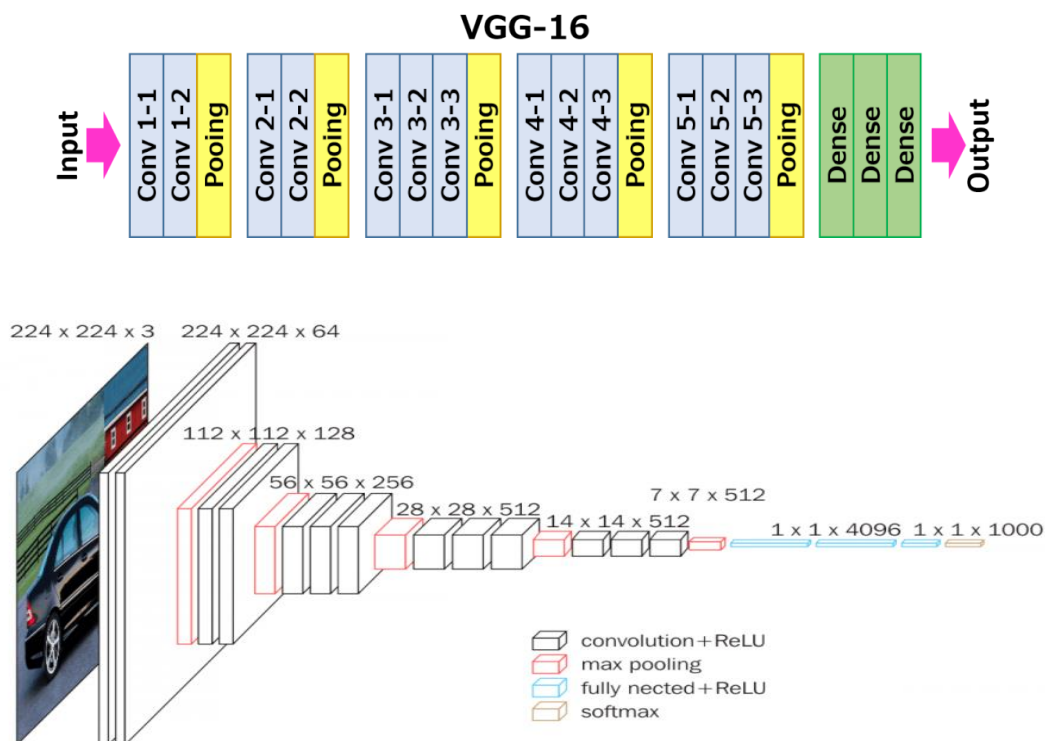 VGG-16
Input
Conv 1-1
Conv 1-2
Pooing
Conv 2-1
Conv 2-2
Pooing
Conv 3-1
Conv 3-2
Conv 3-3
Pooing
Conv 4-1
Conv 4-2
Conv 4-3
Pooing
Conv 5-1
Conv 5-2
Conv 5-3
Pooing
Dense
Dense
Dense
Output
224 x 224 x 3
224 x 224 x 64
112 x 112 x 128
56 x 56 x 256
28 x 28 x 512
14 x 14 x 512
7 x 7 x 512
1 x 1 x 4096
1 x 1 x 1000
convolution+ReLU
max pooling
fully nected+ReLU
softmax